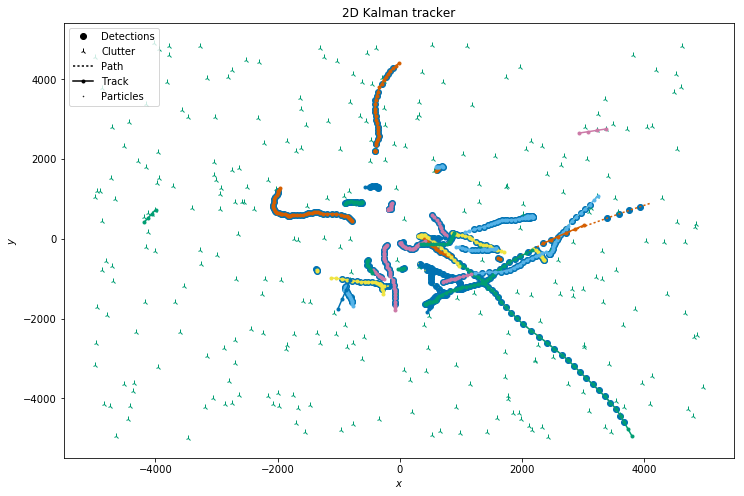 2D Kalman tracker
Detections
Clutter
Path
Track
Particles
4000
2000
0
−2000
−4000
y
−4000
−2000
0
2000
4000
x